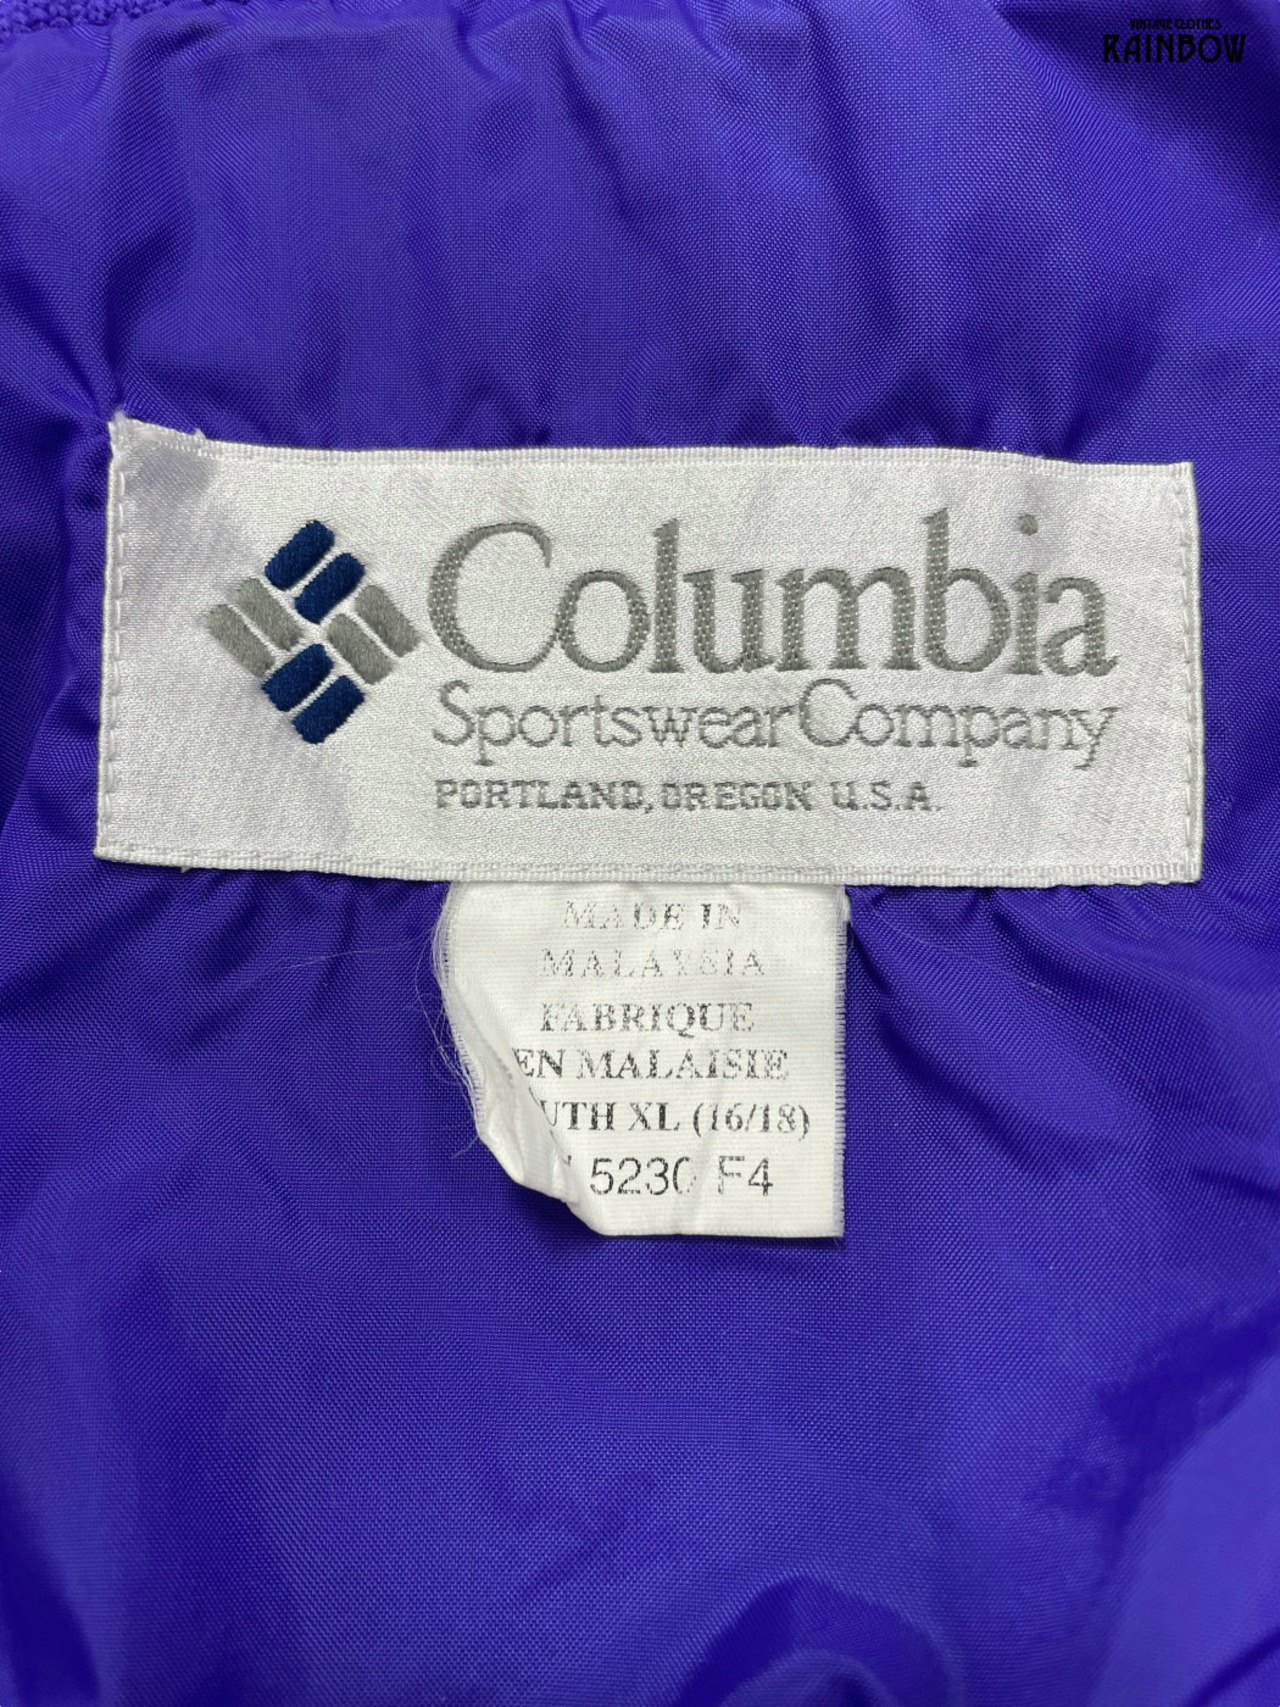 VINTAGE CLOTHES
RAINBOW
Columbia
Sportswear Company
PORTLAND, OREGON U.S.A.
MADE IN
MALAYSIA
FABRIQUE
EN MALAISIE
UTH XL (16/18)
5230 F4